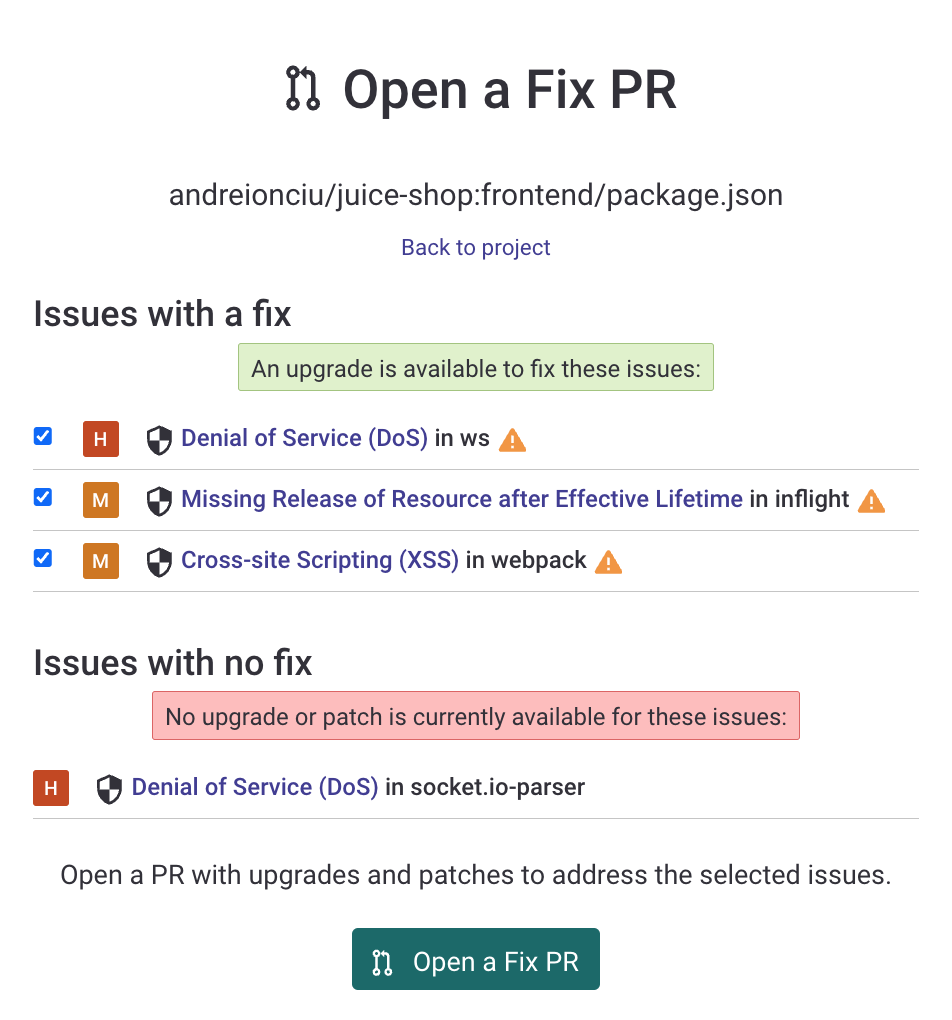 Open a Fix PR
andreionciu/juice-shop:frontend/package.json
Back to project
Issues with a fix
An upgrade is available to fix these issues:
H Denial of Service (DoS) in ws
M Missing Release of Resource after Effective Lifetime in inflight
M Cross-site Scripting (XSS) in webpack
Issues with no fix
No upgrade or patch is currently available for these issues:
H Denial of Service (DoS) in socket.io-parser
Open a PR with upgrades and patches to address the selected issues.
Open a Fix PR